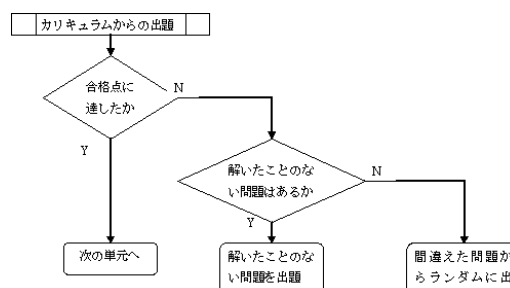 カリキュラムからの出題
合格点に
達したか
N
Y
解いたことのな
い問題はあるか
N
Y
次の単元へ
解いたことのな
い問題を出題
間違えた問題か
らランダムに出